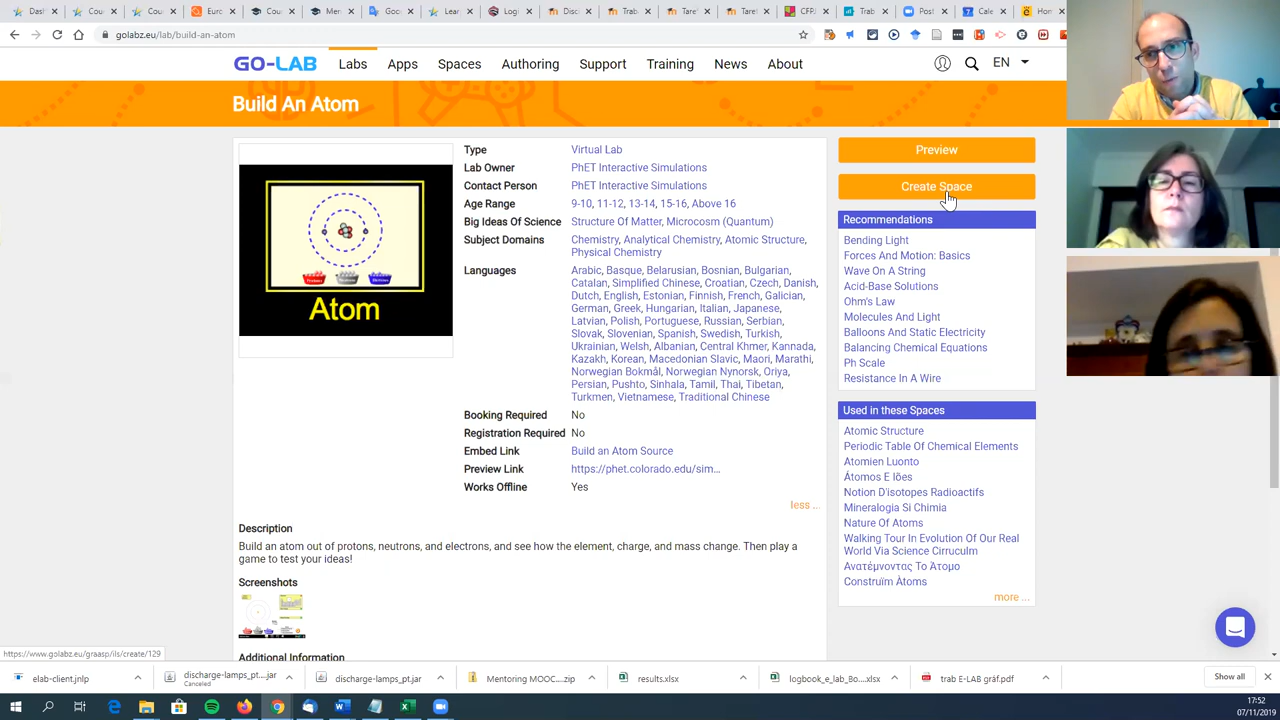 golabz.eu/lab/build-an-atom
GO-LAB Labs Apps Spaces Authoring Support Training News About EN
Build An Atom
Atom
Type Virtual Lab
Lab Owner PhET Interactive Simulations
Contact Person PhET Interactive Simulations
Age Range 9-10, 11-12, 13-14, 15-16, Above 16
Big Ideas Of Science Structure Of Matter, Microcosm (Quantum)
Subject Domains Chemistry, Analytical Chemistry, Atomic Structure,
Physical Chemistry
Languages Arabic, Basque, Belarusian, Bosnian, Bulgarian,
Catalan, Simplified Chinese, Croatian, Czech, Danish,
Dutch, English, Estonian, Finnish, French, Galician,
German, Greek, Hungarian, Italian, Japanese,
Latvian, Polish, Portuguese, Russian, Serbian,
Slovak, Slovenian, Spanish, Swedish, Turkish,
Ukrainian, Welsh, Albanian, Central Khmer, Kannada,
Kazakh, Korean, Macedonian Slavic, Maori, Marathi,
Norwegian Bokmål, Norwegian Nynorsk, Oriya,
Persian, Pushto, Sinhala, Tamil, Thai, Tibetan,
Turkmen, Vietnamese, Traditional Chinese
Booking Required No
Registration Required No
Embed Link Build an Atom Source
Preview Link https://phet.colorado.edu/sim...
Works Offline Yes
less ...
Description
Build an atom out of protons, neutrons, and electrons, and see how the element, charge, and mass change. Then play a
game to test your ideas!
Screenshots
Additional Information
Preview
Create Space
Recommendations
Bending Light
Forces And Motion: Basics
Wave On A String
Acid-Base Solutions
Ohm's Law
Molecules And Light
Balloons And Static Electricity
Balancing Chemical Equations
Ph Scale
Resistance In A Wire
Used in these Spaces
Atomic Structure
Periodic Table Of Chemical Elements
Atomien Luonto
Átomos E Iões
Notion D'isotopes Radioactifs
Mineralogia Si Chimia
Nature Of Atoms
Walking Tour In Evolution Of Our Real
World Via Science Cirruculm
Ανατέμνοντας Το Άτομο
Construïm Àtoms
more ...
https://www.golabz.eu/graasp/ils/create/129
elab-client.jnlp
discharge-lamps_pt....jar
Canceled
discharge-lamps_pt.jar
Mentoring MOOC....zip
results.xlsx
logbook_e_lab_Bo....xlsx
trab E-LAB gráf.pdf
Show all
17:52
07/11/2019